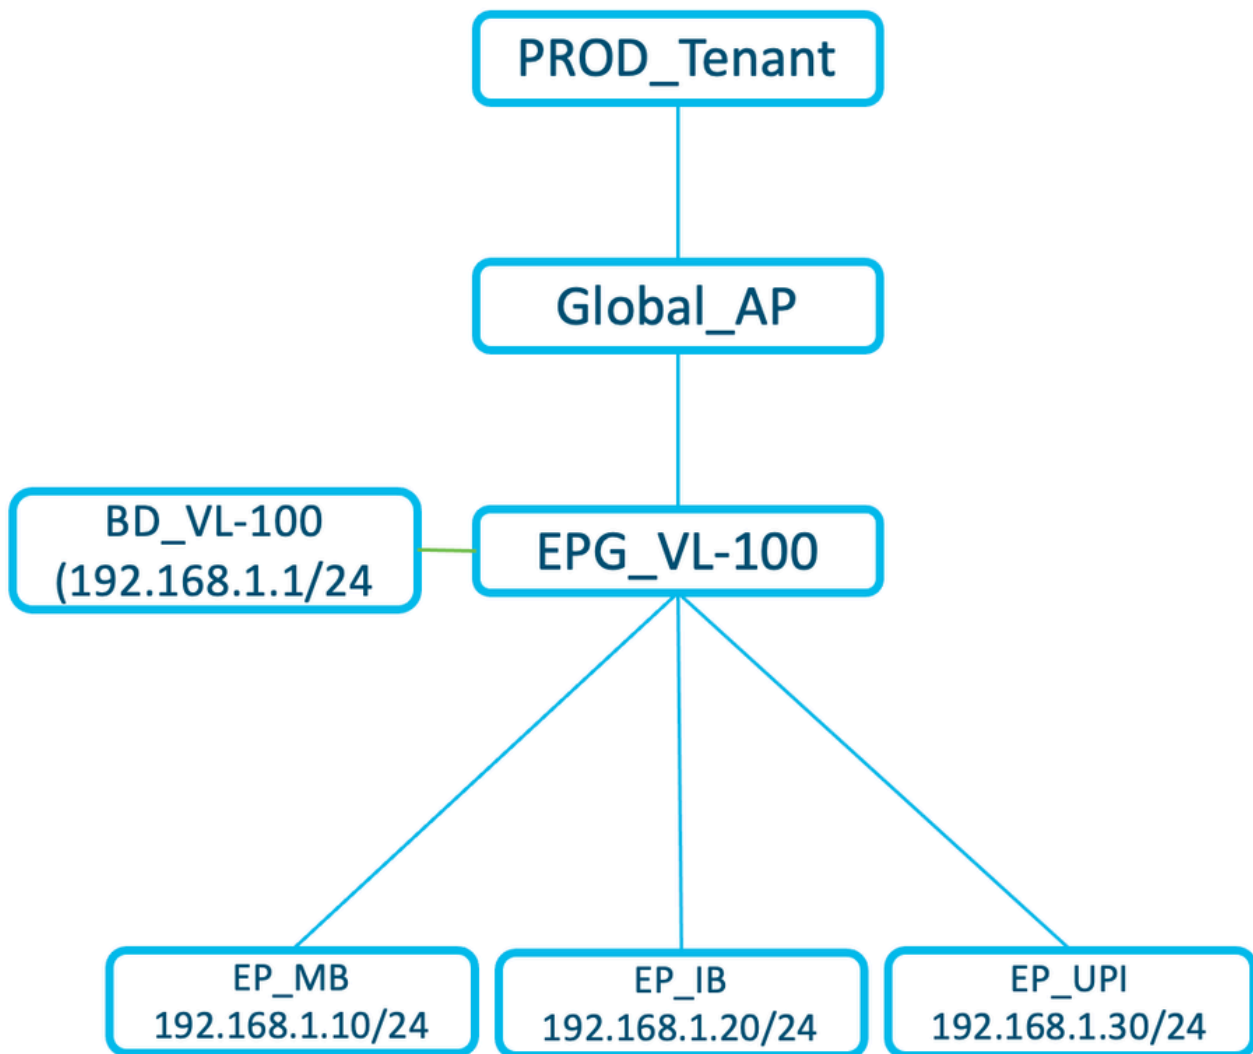 PROD_Tenant
Global_AP
BD_VL-100
(192.168.1.1/24
EPG_VL-100
EP_MB
192.168.1.10/24
EP_IB
192.168.1.20/24
EP_UPI
192.168.1.30/24